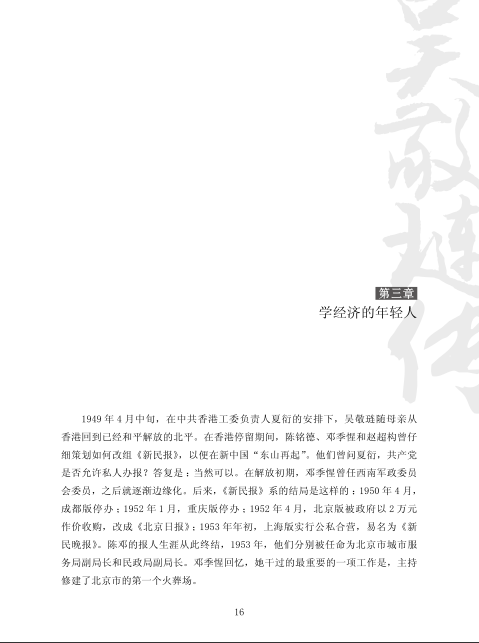 吴敬琏传
第三章
学经济的年轻人
1949 年 4 月中旬，在中共香港工委负责人夏衍的安排下，吴敬琏随母亲从
香港回到已经和平解放的北平。在香港停留期间，陈铭德、邓季惺和赵超构曾仔
细策划如何改组《新民报》，以便在新中国“东山再起”。他们曾问夏衍，共产党
是否允许私人办报？答复是：当然可以。在解放初期，邓季惺曾任西南军政委员
会委员，之后就逐渐边缘化。后来，《新民报》系的结局是这样的：1950 年 4 月，
成都版停办；1952 年 1 月，重庆版停办；1952 年 4 月，北京版被政府以 2 万元
作价收购，改成《北京日报》；1953 年年初，上海版实行公私合营，易名为《新
民晚报》。陈邓的报人生涯从此终结，1953 年，他们分别被任命为北京市城市服
务局副局长和民政局副局长。邓季惺回忆，她干过的最重要的一项工作是，主持
修建了北京市的第一个火葬场。
16